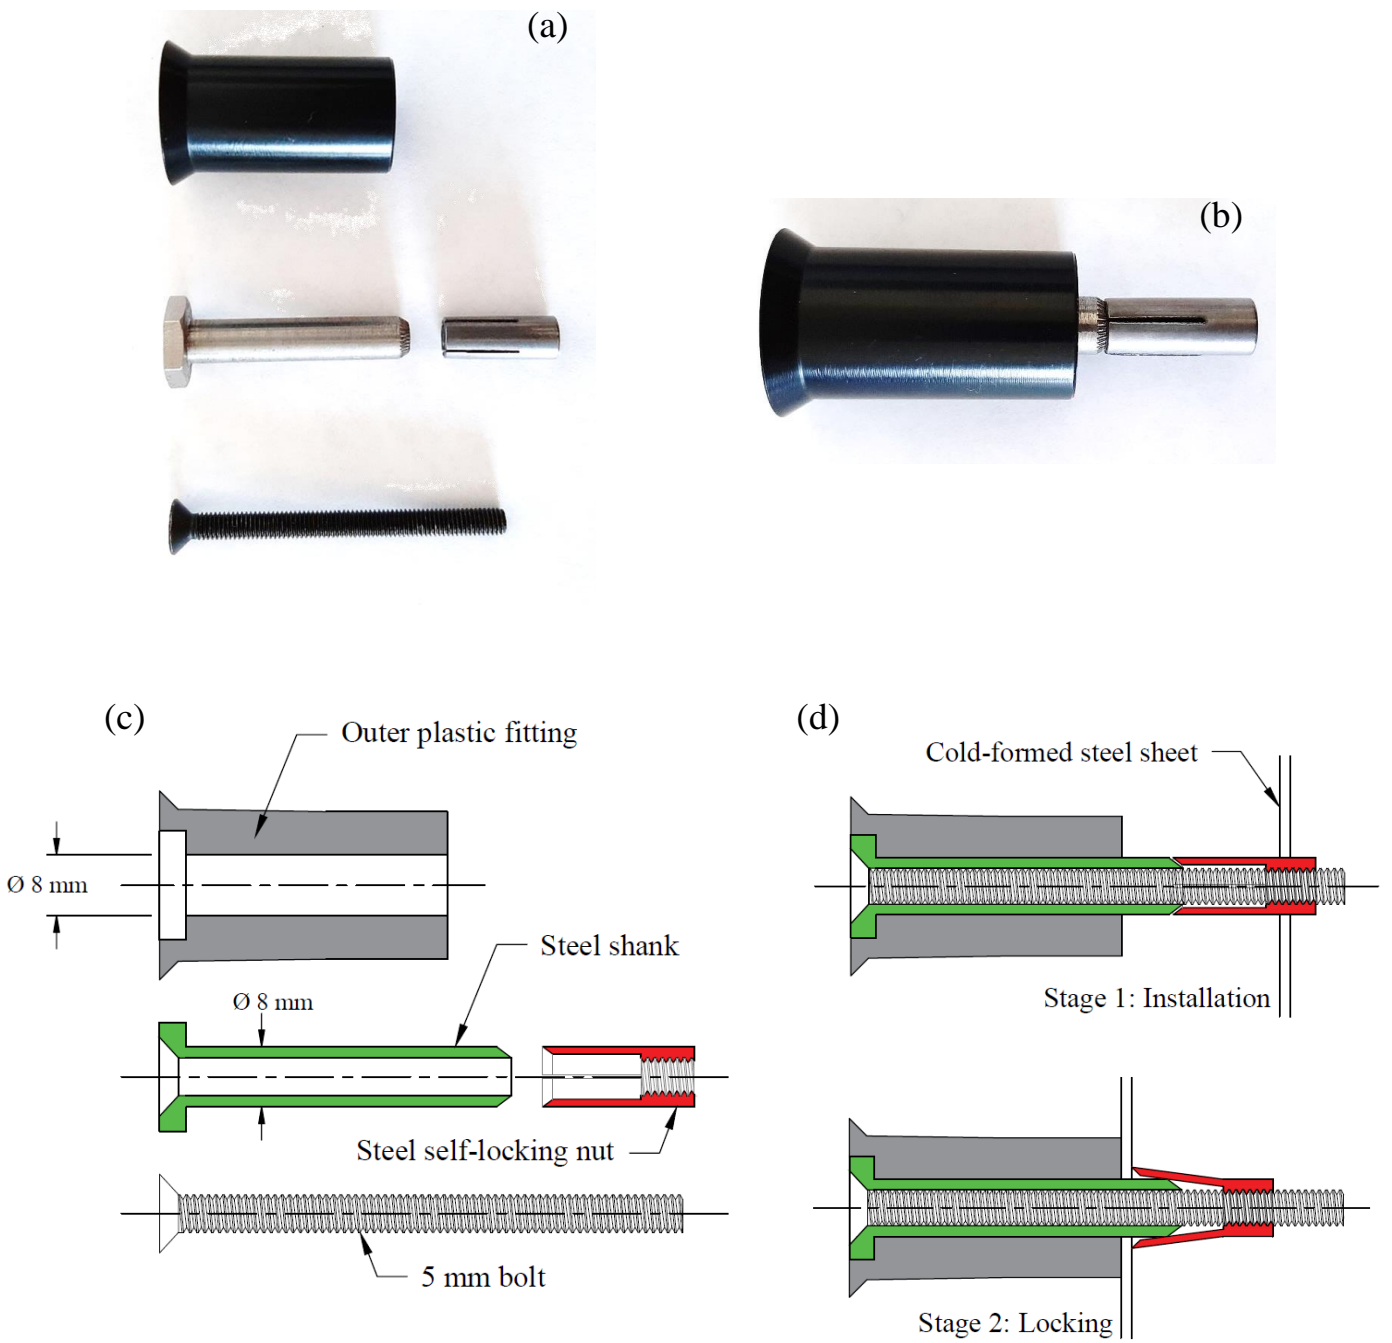 (a)
(b)
(c)
Outer plastic fitting
Ø 8 mm
Steel shank
Ø 8 mm
Steel self-locking nut
5 mm bolt
(d)
Cold-formed steel sheet
Stage 1: Installation
Stage 2: Locking